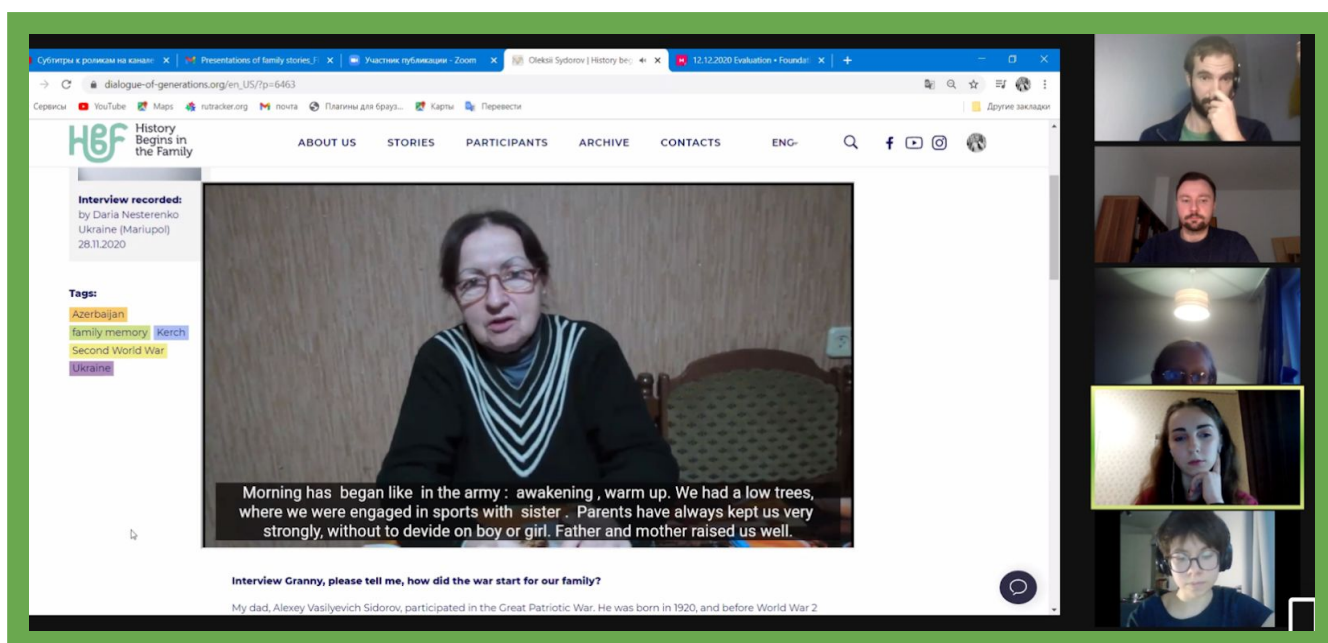 Субтитры к роликам на канале
Presentations of family stories_F
Участник публикации - Zoom
Oleksii Sydorov | History beg
12.12.2020 Evaluation • Foundat
dialogue-of-generations.org/en_US/?p=6463
Сервисы YouTube Maps rutracker.org почта Плагины для брауз... Карты Перевести Другие закладки
History
Begins in
the Family
HBF
ABOUT US STORIES PARTICIPANTS ARCHIVE CONTACTS ENG
Interview recorded:
by Daria Nesterenko
Ukraine (Mariupol)
28.11.2020
Tags:
Azerbaijan
family memory Kerch
Second World War
Ukraine
Morning has began like in the army : awakening , warm up. We had a low trees,
where we were engaged in sports with sister . Parents have always kept us very
strongly, without to devide on boy or girl. Father and mother raised us well.
Interview Granny, please tell me, how did the war start for our family?
My dad, Alexey Vasilyevich Sidorov, participated in the Great Patriotic War. He was born in 1920, and before World War 2